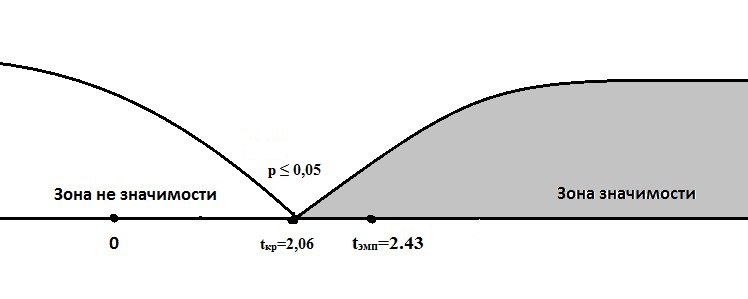 p ≤ 0,05
Зона не значимости
Зона значимости
0
tкр=2,06
tэмп=2.43